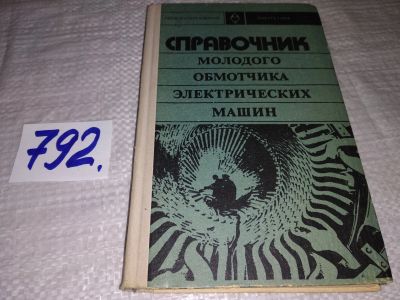 СПРАВОЧНИК
МОЛОДОГО
ОБМОТЧИКА
ЭЛЕКТРИЧЕСКИХ
МАШИН
792.